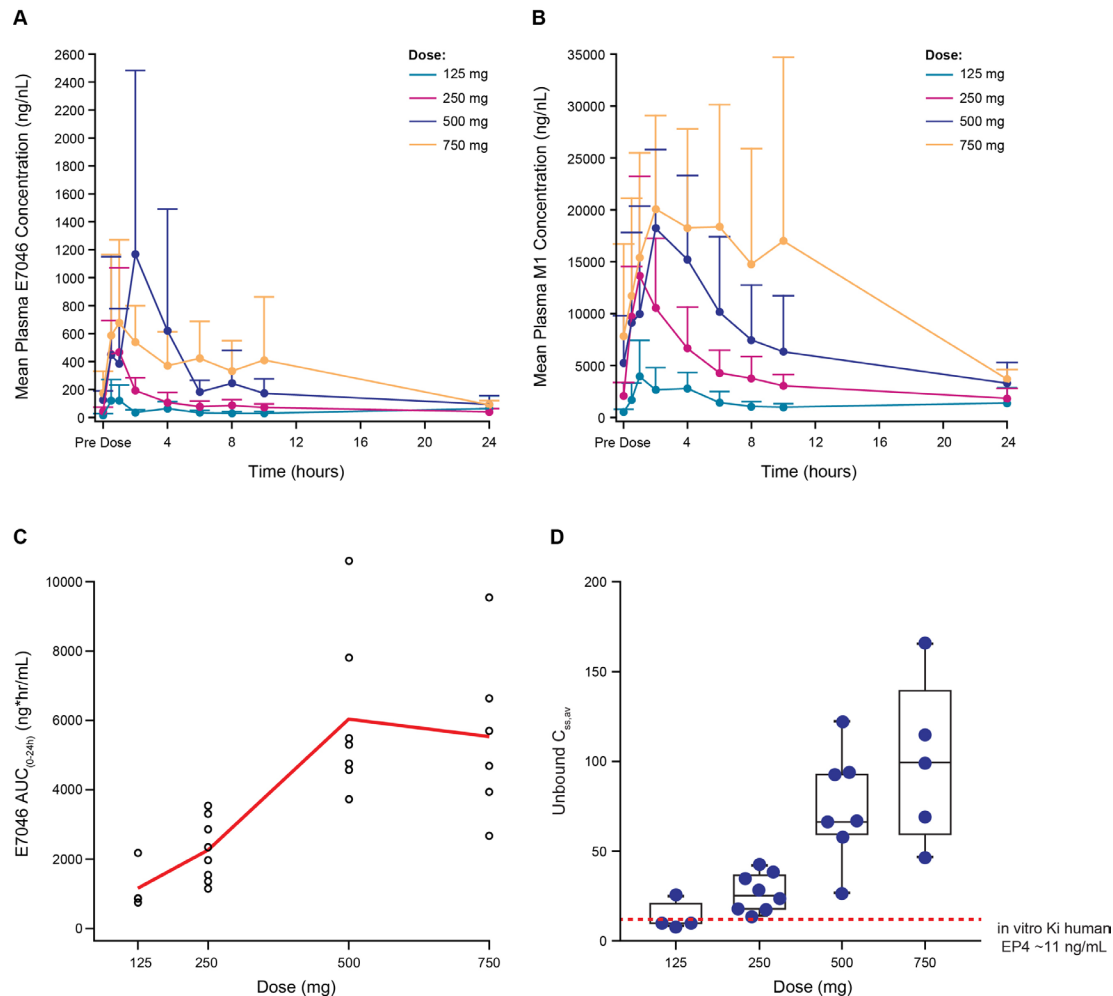 A
Mean Plasma E7046 Concentration (ng/nL)
2600
2400
2200
2000
1800
1600
1400
1200
1000
800
600
400
200
0
Pre Dose 4 8 12 16 20 24
Time (hours)
Dose:
125 mg
250 mg
500 mg
750 mg
B
Mean Plasma M1 Concentration (ng/nL)
35000
30000
25000
20000
15000
10000
5000
0
Pre Dose 4 8 12 16 20 24
Time (hours)
Dose:
125 mg
250 mg
500 mg
750 mg
C
E7046 AUC(0-24h) (ng*hr/mL)
10000
8000
6000
4000
2000
0
125 250 500 750
Dose (mg)
D
Unbound Css,av
200
150
100
50
0
125 250 500 750
Dose (mg)
in vitro Ki human
EP4 ~11 ng/mL